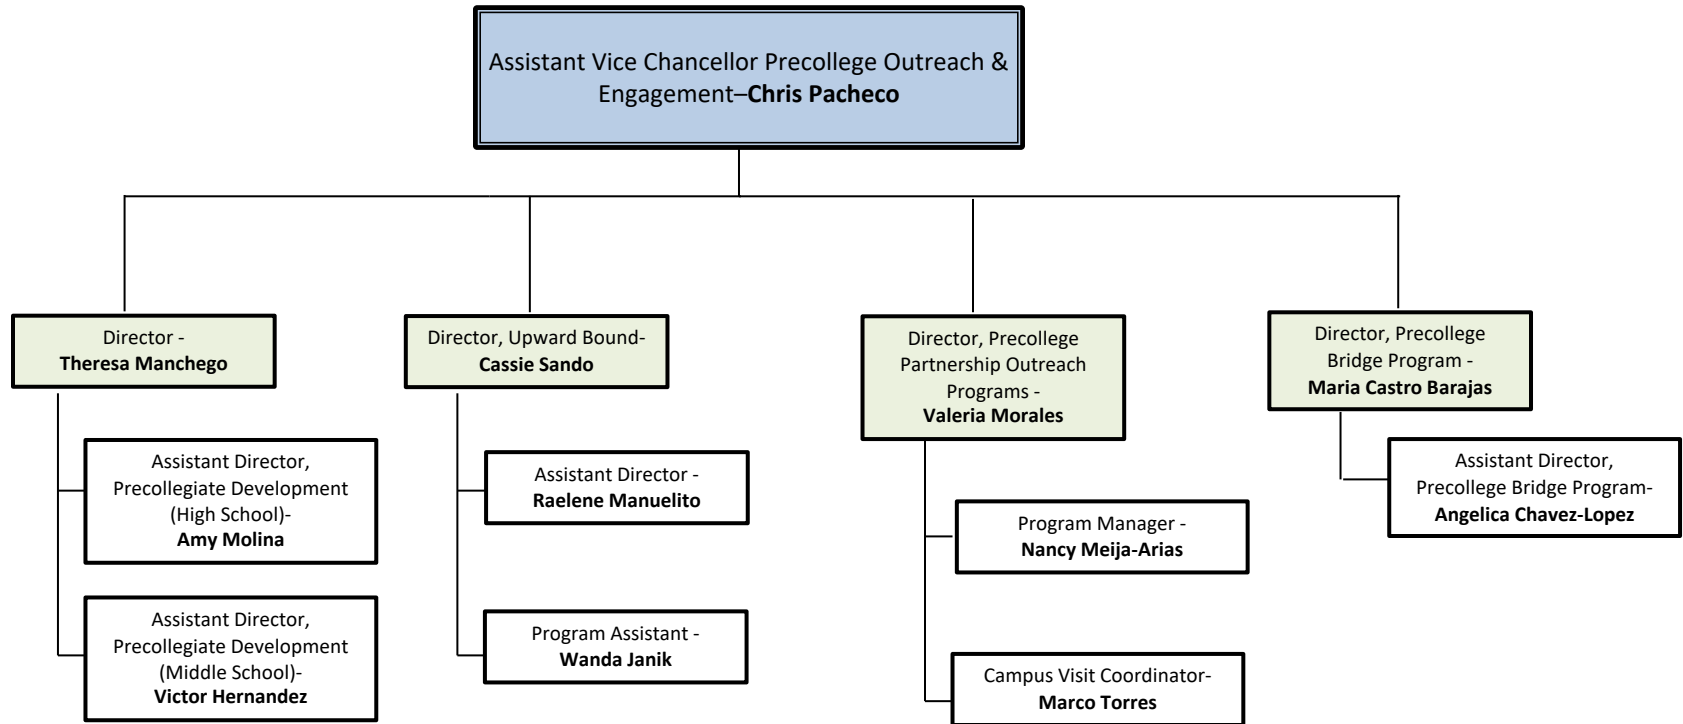 Assistant Vice Chancellor Precollege Outreach &
Engagement–Chris Pacheco
Director -
Theresa Manchego
Assistant Director,
Precollegiate Development
(High School)-
Amy Molina
Assistant Director,
Precollegiate Development
(Middle School)-
Victor Hernandez
Director, Upward Bound-
Cassie Sando
Assistant Director -
Raelene Manuelito
Program Assistant -
Wanda Janik
Director, Precollege
Partnership Outreach
Programs -
Valeria Morales
Program Manager -
Nancy Meija-Arias
Campus Visit Coordinator-
Marco Torres
Director, Precollege
Bridge Program -
Maria Castro Barajas
Assistant Director,
Precollege Bridge Program-
Angelica Chavez-Lopez